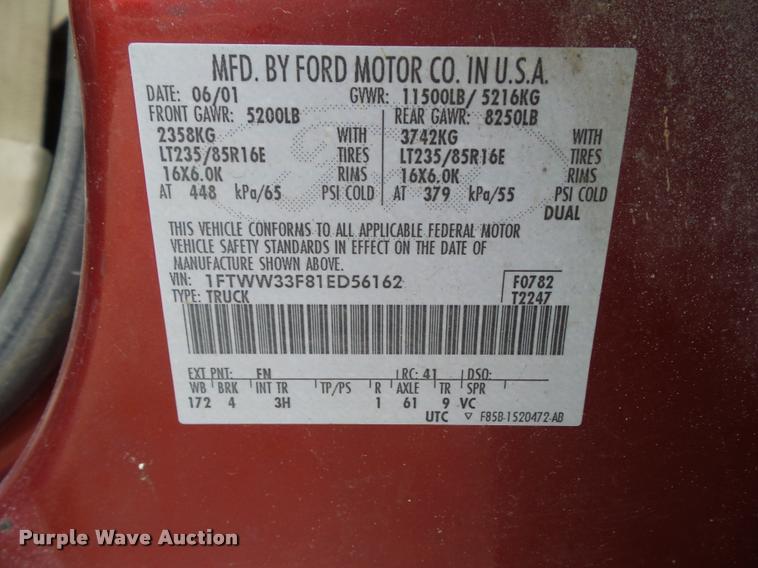 MFD. BY FORD MOTOR CO. IN U.S.A.
DATE: 06/01 GVWR: 11500LB/ 5216KG
FRONT GAWR: 5200LB REAR GAWR: 8250LB
2358KG WITH 3742KG WITH
LT235/85R16E TIRES LT235/85R16E TIRES
16X6.0K RIMS 16X6.0K RIMS
AT 448 kPa/65 PSI COLD AT 379 kPa/55 PSI COLD
DUAL
THIS VEHICLE CONFORMS TO ALL APPLICABLE FEDERAL MOTOR
VEHICLE SAFETY STANDARDS IN EFFECT ON THE DATE OF
MANUFACTURE SHOWN ABOVE.
VIN: 1FTWW33F81ED56162 F0782
TYPE: TRUCK T2247
EXT PNT: FN RC: 41 DSO:
WB BRK INT TR TP/PS R AXLE TR SPR
172 4 3H 1 61 9 VC
UTC ▽ F85B-1520472-AB
Purple Wave Auction